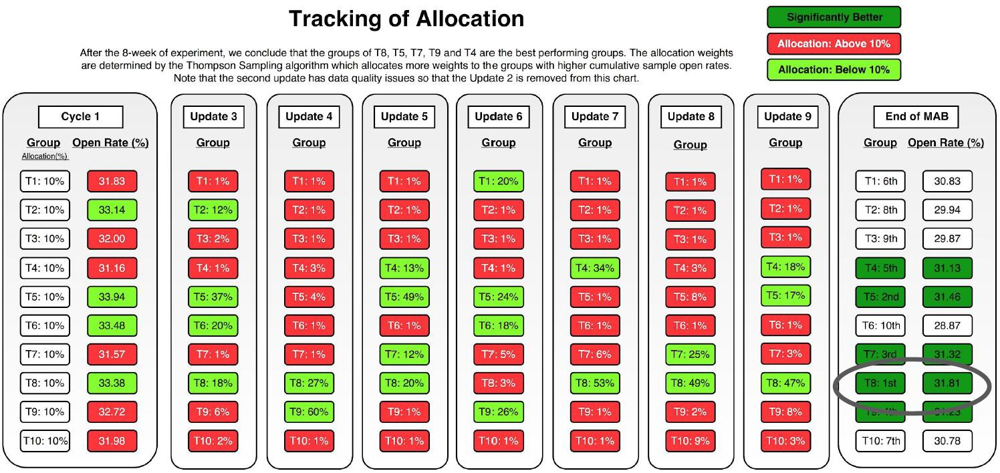 Tracking of Allocation
After the 8-week of experiment, we conclude that the groups of T8, T5, T7, T9 and T4 are the best performing groups. The allocation weights
are determined by the Thompson Sampling algorithm which allocates more weights to the groups with higher cumulative sample open rates.
Note that the second update has data quality issues so that the Update 2 is removed from this chart.
Significantly Better
Allocation: Above 10%
Allocation: Below 10%
Cycle 1
Group Open Rate (%)
Allocation(%)
T1: 10% 31.83
T2: 10% 33.14
T3: 10% 32.00
T4: 10% 31.16
T5: 10% 33.94
T6: 10% 33.48
T7: 10% 31.57
T8: 10% 33.38
T9: 10% 32.72
T10: 10% 31.98
Update 3
Group
T1: 1%
T2: 12%
T3: 2%
T4: 1%
T5: 37%
T6: 20%
T7: 1%
T8: 18%
T9: 6%
T10: 2%
Update 4
Group
T1: 1%
T2: 1%
T3: 1%
T4: 3%
T5: 4%
T6: 1%
T7: 1%
T8: 27%
T9: 60%
T10: 1%
Update 5
Group
T1: 1%
T2: 1%
T3: 1%
T4: 13%
T5: 49%
T6: 1%
T7: 12%
T8: 20%
T9: 1%
T10: 1%
Update 6
Group
T1: 20%
T2: 1%
T3: 1%
T4: 1%
T5: 24%
T6: 18%
T7: 5%
T8: 3%
T9: 26%
T10: 1%
Update 7
Group
T1: 1%
T2: 1%
T3: 1%
T4: 34%
T5: 1%
T6: 1%
T7: 6%
T8: 53%
T9: 1%
T10: 1%
Update 8
Group
T1: 1%
T2: 1%
T3: 1%
T4: 3%
T5: 8%
T6: 1%
T7: 25%
T8: 49%
T9: 2%
T10: 9%
Update 9
Group
T1: 1%
T2: 1%
T3: 1%
T4: 18%
T5: 17%
T6: 1%
T7: 3%
T8: 47%
T9: 8%
T10: 3%
End of MAB
Group Open Rate (%)
T1: 6th 30.83
T2: 8th 29.94
T3: 9th 29.87
T4: 5th 31.13
T5: 2nd 31.46
T6: 10th 28.87
T7: 3rd 31.32
T8: 1st 31.81
T9: 4th 31.23
T10: 7th 30.78